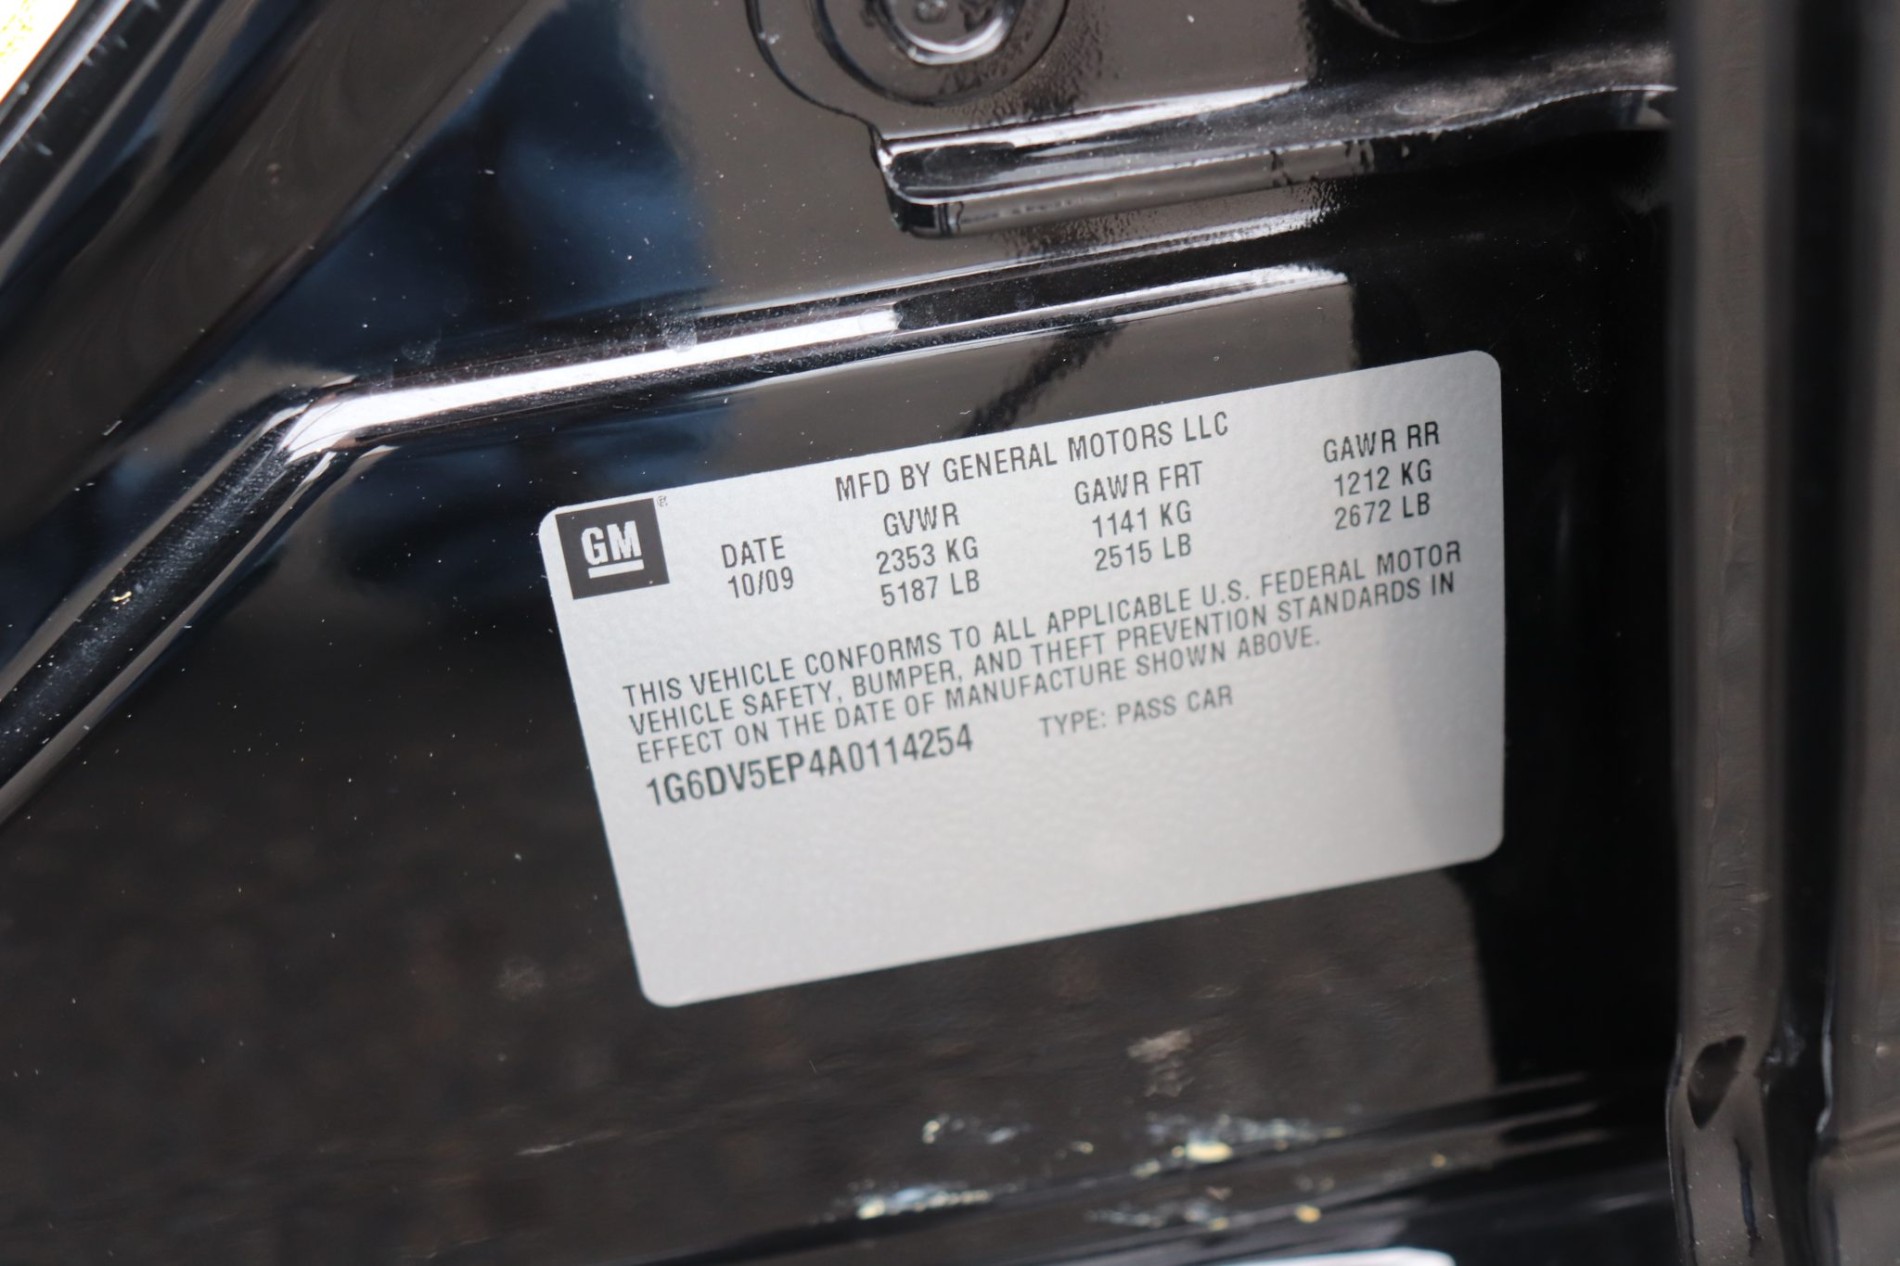 MFD BY GENERAL MOTORS LLC
GM®
DATE GVWR GAWR FRT GAWR RR
10/09 2353 KG 1141 KG 1212 KG
5187 LB 2515 LB 2672 LB
THIS VEHICLE CONFORMS TO ALL APPLICABLE U.S. FEDERAL MOTOR
VEHICLE SAFETY, BUMPER, AND THEFT PREVENTION STANDARDS IN
EFFECT ON THE DATE OF MANUFACTURE SHOWN ABOVE.
1G6DV5EP4A0114254 TYPE: PASS CAR